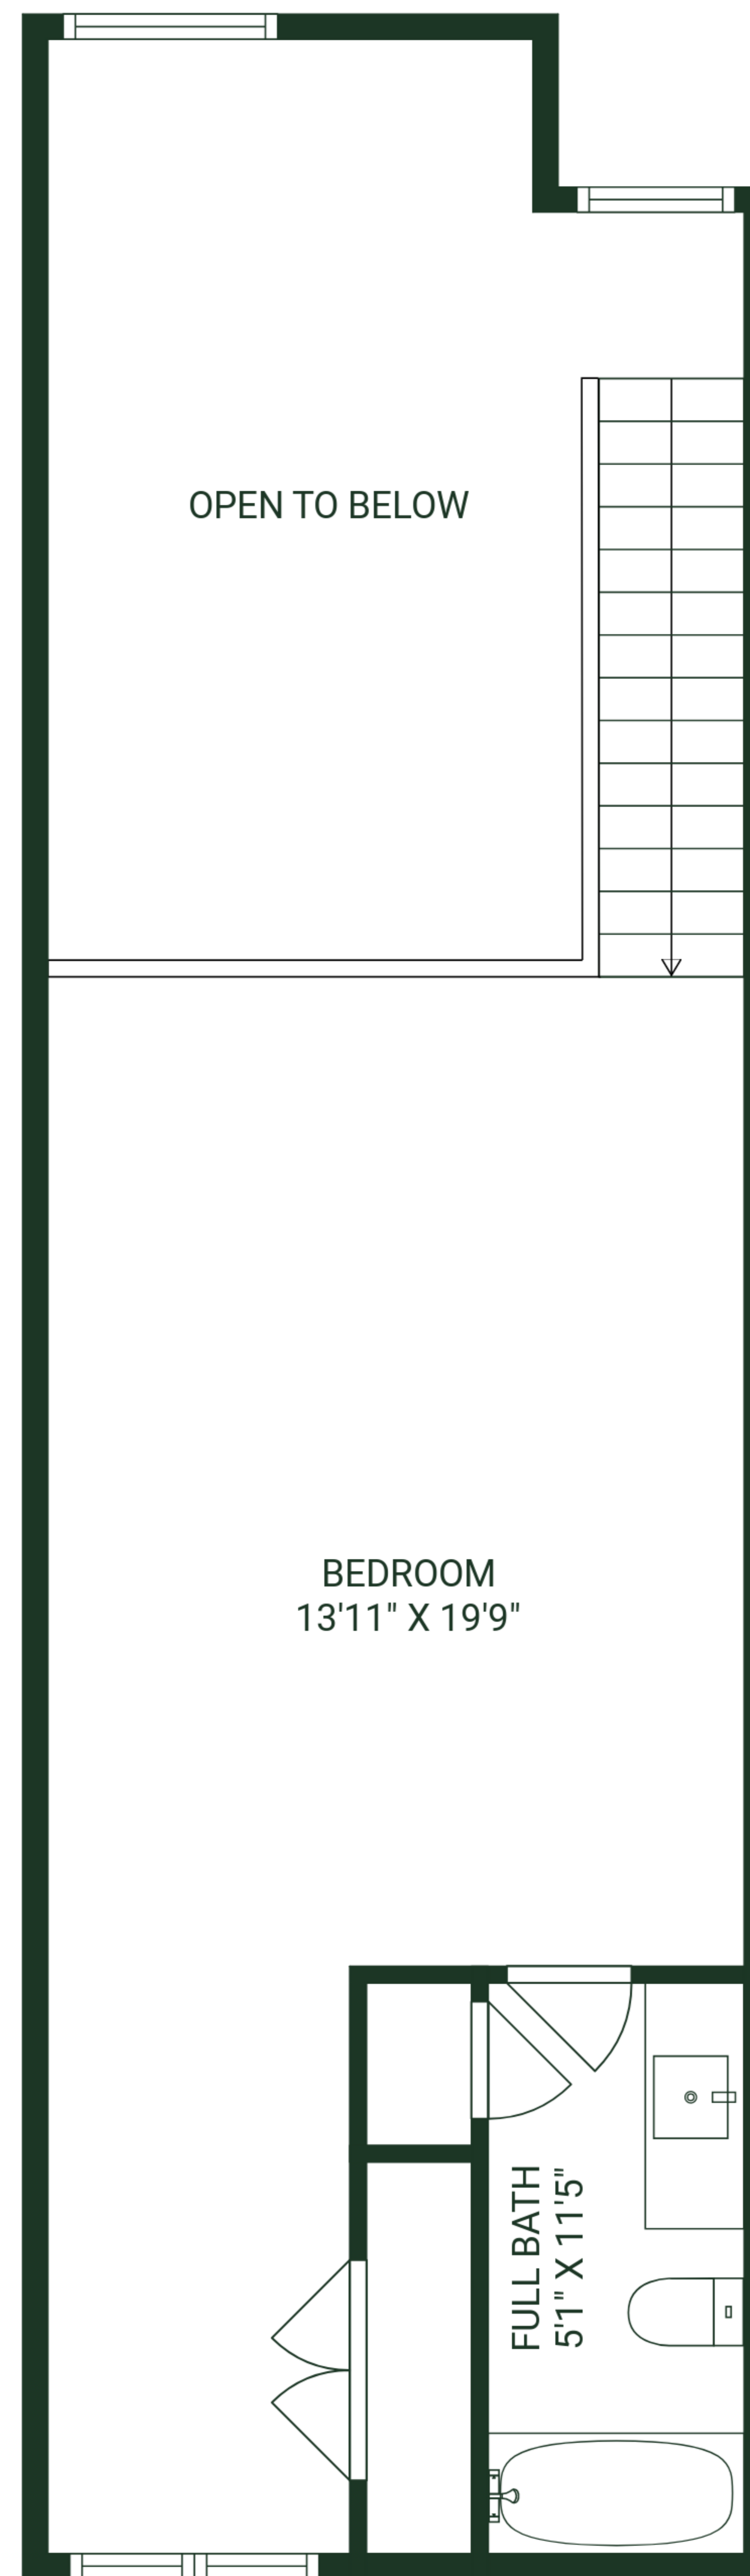 OPEN TO BELOW
BEDROOM
13'11" X 19'9"
FULL BATH
5'1" X 11'5"